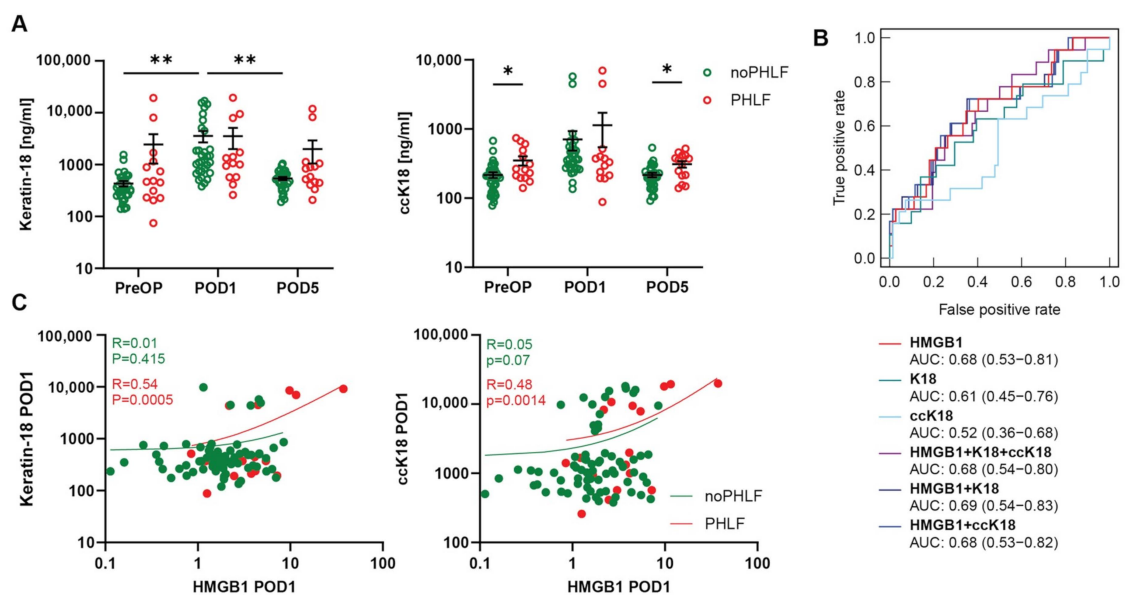 A
Keratin-18 [ng/ml]
100,000
10,000
1000
100
10
**
**
PreOP
POD1
POD5
ccK18 [ng/ml]
10,000
1000
100
10
*
*
noPHLF
PHLF
PreOP
POD1
POD5
B
True positive rate
1.0
0.8
0.6
0.4
0.2
0.0
0.0
0.2
0.4
0.6
0.8
1.0
False positive rate
HMGB1
AUC: 0.68 (0.53–0.81)
K18
AUC: 0.61 (0.45–0.76)
ccK18
AUC: 0.52 (0.36–0.68)
HMGB1+K18+ccK18
AUC: 0.68 (0.54–0.80)
HMGB1+K18
AUC: 0.69 (0.54–0.83)
HMGB1+ccK18
AUC: 0.68 (0.53–0.82)
C
Keratin-18 POD1
100,000
10,000
1000
100
10
R=0.01
P=0.415
R=0.54
P=0.0005
0.1
1
10
100
HMGB1 POD1
ccK18 POD1
100,000
10,000
1000
100
R=0.05
p=0.07
R=0.48
p=0.0014
noPHLF
PHLF
0.1
1
10
100
HMGB1 POD1